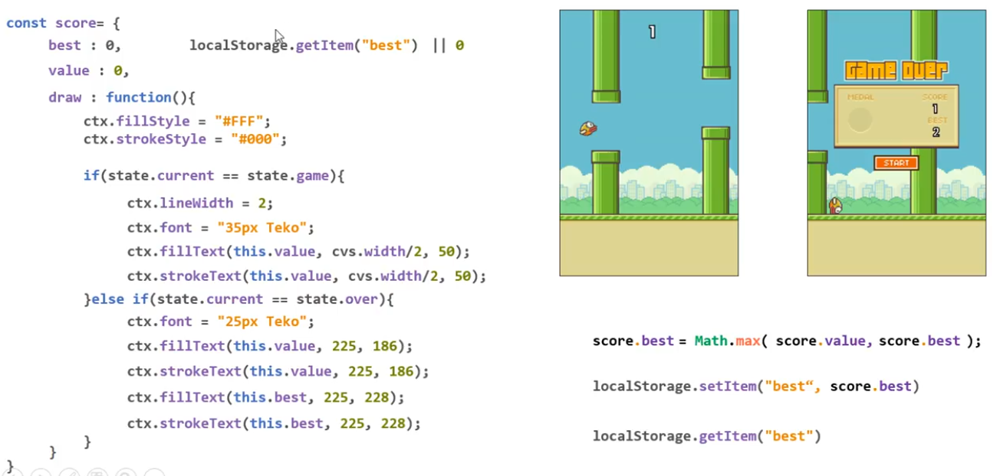 const score= {
best : 0, localStorage.getItem("best") || 0
value : 0,
draw : function(){
ctx.fillStyle = "#FFF";
ctx.strokeStyle = "#000";
if(state.current == state.game){
ctx.lineWidth = 2;
ctx.font = "35px Teko";
ctx.fillText(this.value, cvs.width/2, 50);
ctx.strokeText(this.value, cvs.width/2, 50);
}else if(state.current == state.over){
ctx.font = "25px Teko";
ctx.fillText(this.value, 225, 186);
ctx.strokeText(this.value, 225, 186);
ctx.fillText(this.best, 225, 228);
ctx.strokeText(this.best, 225, 228);
}
}
}
1
Game Over
MEDAL SCORE
1
BEST
2
START
score.best = Math.max( score.value, score.best );
localStorage.setItem("best“, score.best)
localStorage.getItem("best")